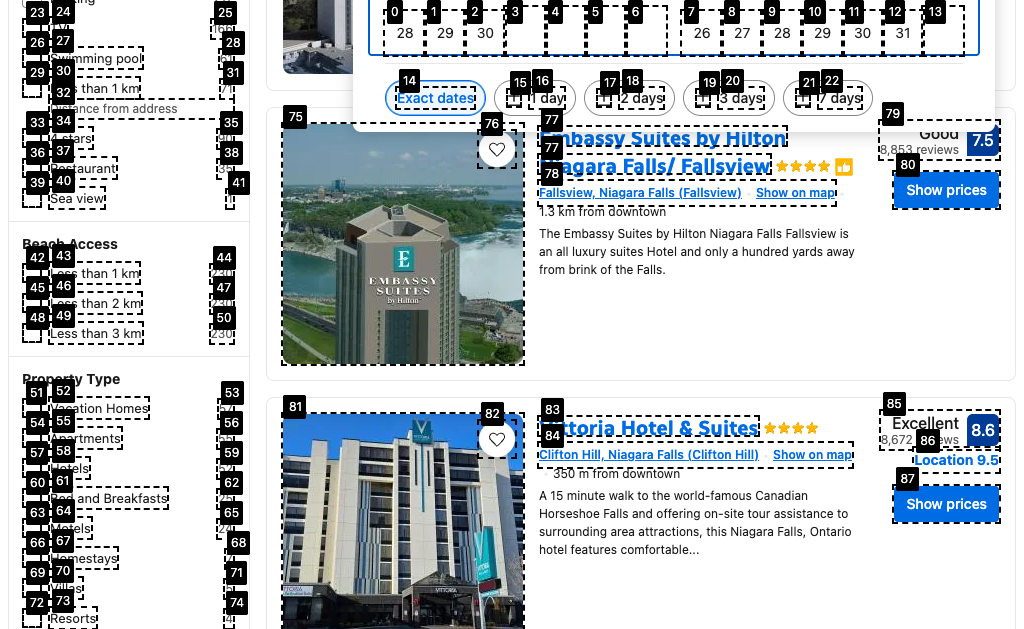 Swimming pool
Less than 1 km
Distance from address
4 stars
Restaurant
Sea view
Beach Access
Less than 1 km
Less than 2 km
Less than 3 km
230
Property Type
Vacation Homes
Apartments
Hotels
Bed and Breakfasts
Motels
Homestays
Villas
Resorts
4
0 1 2 3 4 5 6 7 8 9 10 11 12 13
28 29 30 26 27 28 29 30 31
14 15 16 17 18 19 20 21 22
Exact dates 1 day 2 days 3 days 7 days
23 24 25
26 27 28
29 30 31
32
33 34 35
36 37 38
39 40 41
42 43 44
45 46 47
48 49 50
51 52 53
54 55 56
57 58 59
60 61 62
63 64 65
66 67 68
69 70 71
72 73 74
75 76 77 79
Embassy Suites by Hilton
77
Niagara Falls/ Fallsview
78
Fallsview, Niagara Falls (Fallsview) · Show on map ·
1.3 km from downtown
The Embassy Suites by Hilton Niagara Falls Fallsview is
an all luxury suites Hotel and only a hundred yards away
from brink of the Falls.
Good
8,853 reviews
7.5
80
Show prices
E
EMBASSY
SUITES
by Hilton
81 82 83 85
Vittoria Hotel & Suites
84
Clifton Hill, Niagara Falls (Clifton Hill) · Show on map
· 350 m from downtown
A 15 minute walk to the world-famous Canadian
Horseshoe Falls and offering on-site tour assistance to
surrounding area attractions, this Niagara Falls, Ontario
hotel features comfortable...
Excellent
8,672 reviews
8.6
86
Location 9.5
87
Show prices